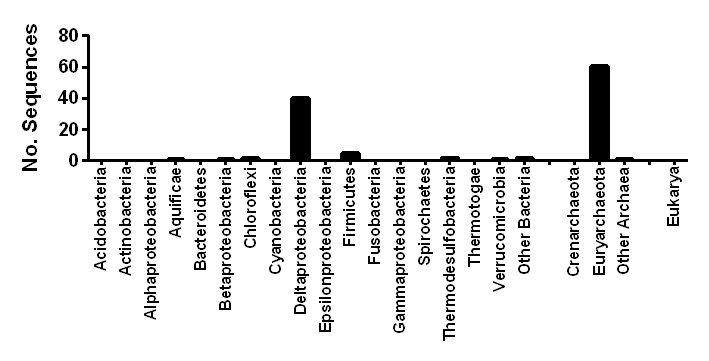 No. Sequences
80
60
40
20
0
Acidobacteria
Actinobacteria
Alphaproteobacteria
Aquificae
Bacteroidetes
Betaproteobacteria
Chloroflexi
Cyanobacteria
Deltaproteobacteria
Epsilonproteobacteria
Firmicutes
Fusobacteria
Gammaproteobacteria
Spirochaetes
Thermodesulfobacteria
Thermotogae
Verrucomicrobia
Other Bacteria
Crenarchaeota
Euryarchaeota
Other Archaea
Eukarya